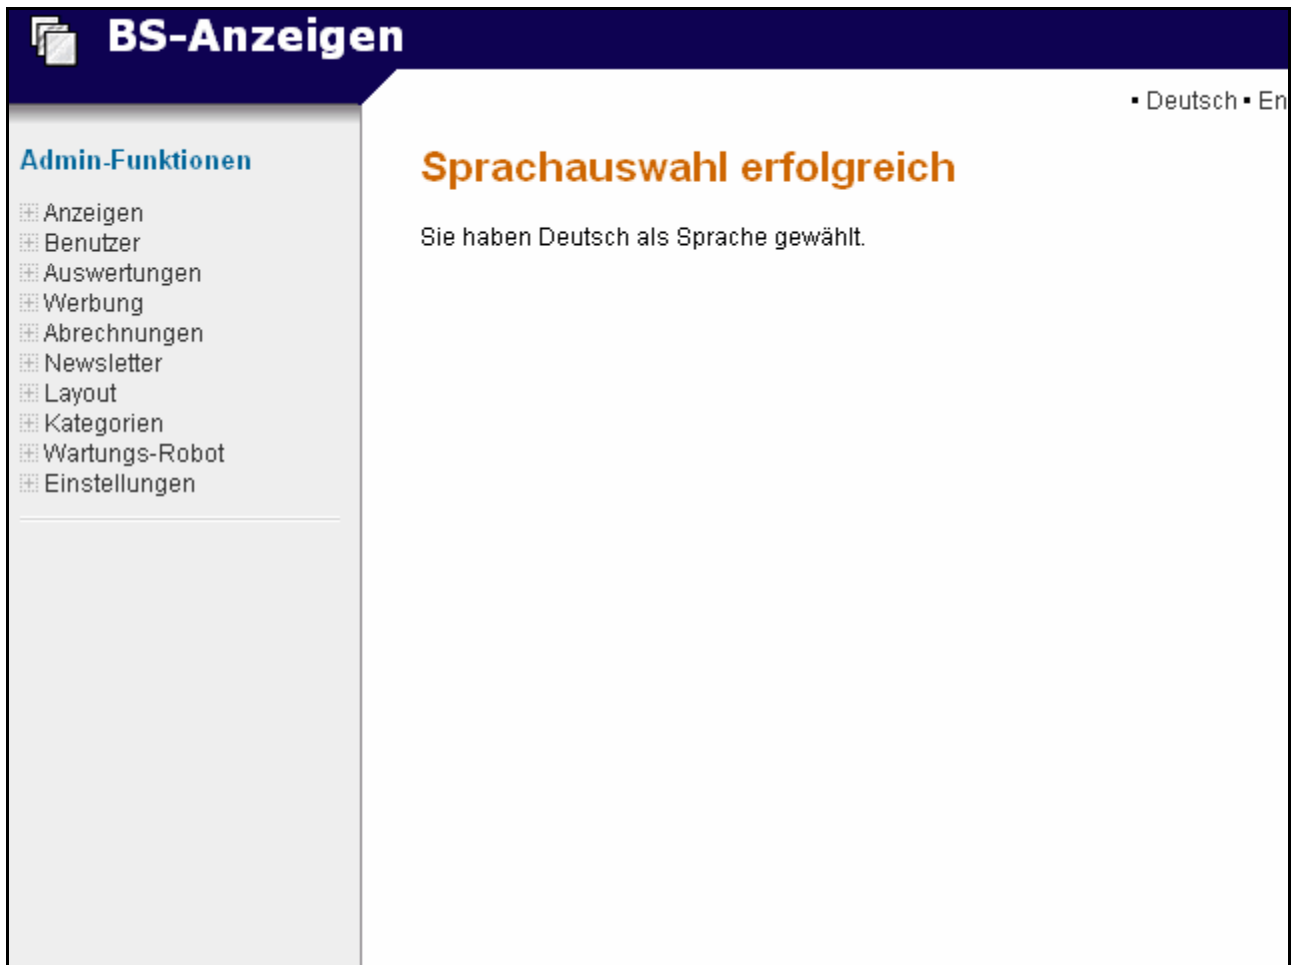 BS-Anzeigen
▪ Deutsch ▪ En
Admin-Funktionen
Anzeigen
Benutzer
Auswertungen
Werbung
Abrechnungen
Newsletter
Layout
Kategorien
Wartungs-Robot
Einstellungen
Sprachauswahl erfolgreich
Sie haben Deutsch als Sprache gewählt.